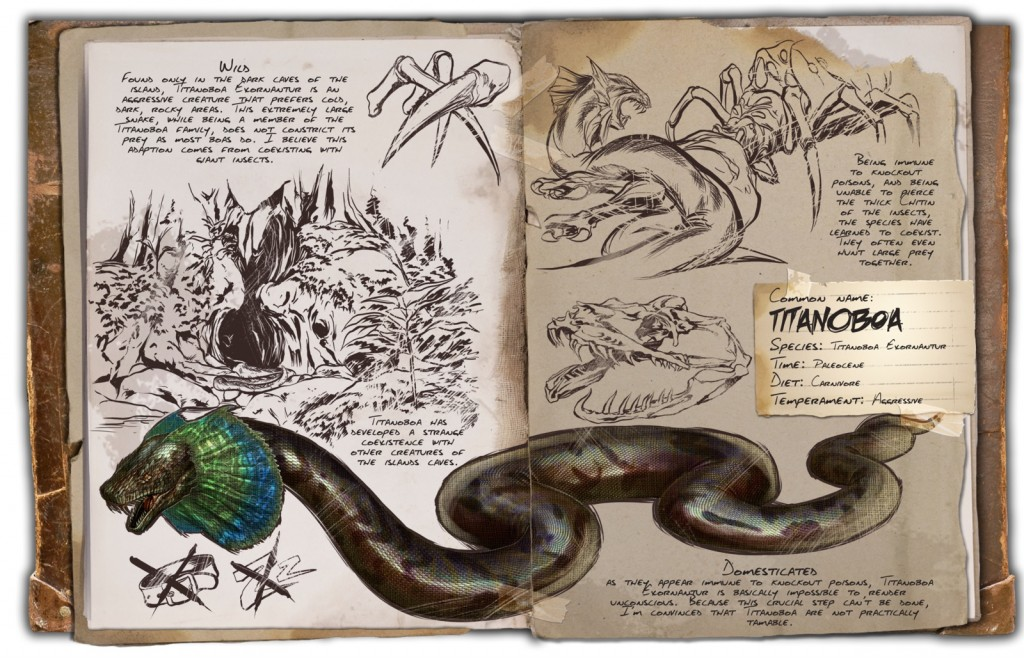 Wild
Found only in the dark caves of the
island, Titanoboa Exornantur is an
aggressive creature that prefers cold,
dark, rocky areas. This extremely large
snake, while being a member of the
Titanoboa family, does not constrict its
prey as most boas do. I believe this
adaption comes from coexisting with
giant insects.
Titanoboa has
developed a strange
coexistence with
other creatures of
the islands caves.
Being immune
to knockout
poisons, and being
unable to pierce
the thick chitin
of the insects,
the species have
learned to coexist.
They often even
hunt large prey
together.
Common name:
TITANOBOA
Species: Titanoboa Exornantur
Time: Paleocene
Diet: Carnivore
Temperament: Aggressive
Domesticated
As they appear immune to knockout poisons, Titanoboa
Exornantur is basically impossible to render
unconscious. Because this crucial step can't be done,
I'm convinced that Titanoboa are not practically
tamable.